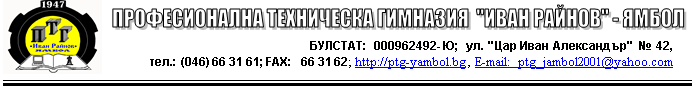 1947
ПТГ
"Иван Райнов"
ЯМБОЛ
ПРОФЕСИОНАЛНА ТЕХНИЧЕСКА ГИМНАЗИЯ "ИВАН РАЙНОВ" - ЯМБОЛ
БУЛСТАТ: 000962492-Ю; ул. "Цар Иван Александър" № 42,
тел.: (046) 66 31 61; FAX: 66 31 62; http://ptg-yambol.bg, E-mail: ptg_jambol2001@yahoo.com